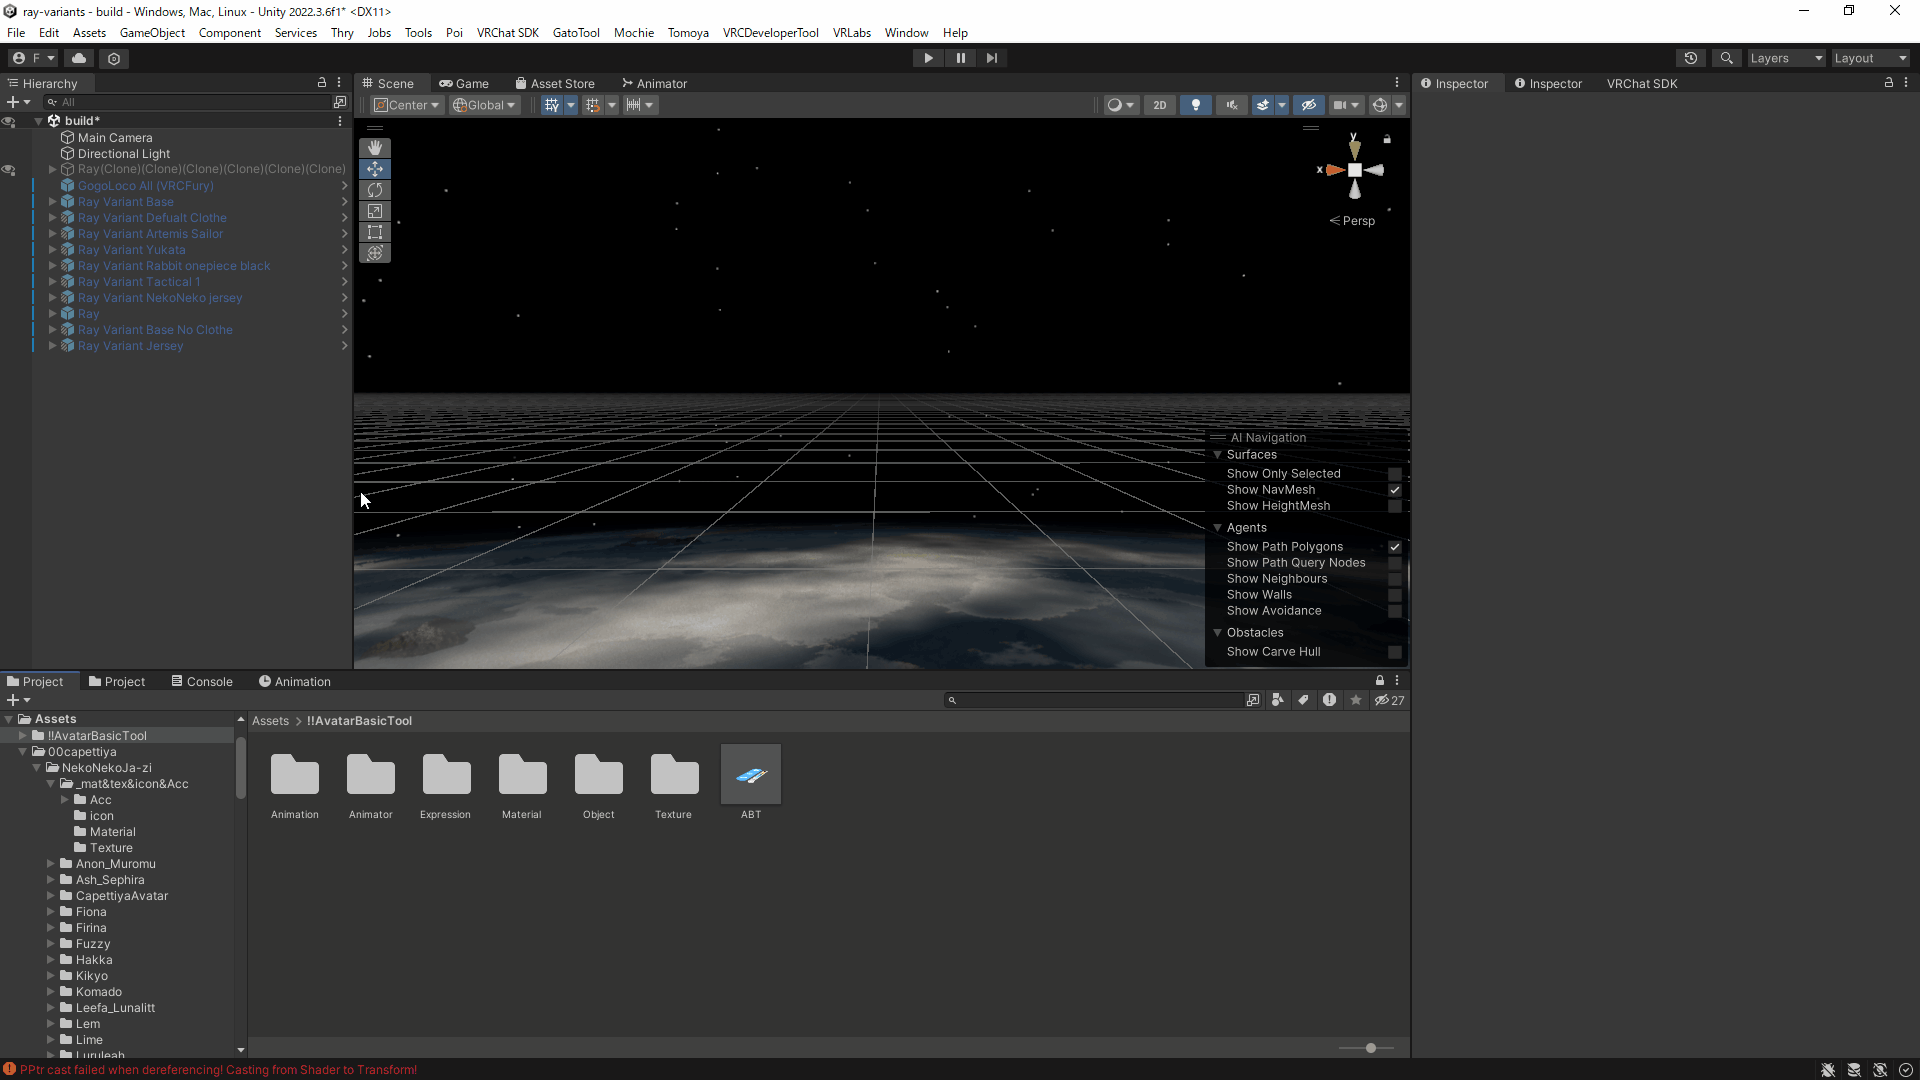 ray-variants - build - Windows, Mac, Linux - Unity 2022.3.6f1* <DX11>
File Edit Assets GameObject Component Services Thry Jobs Tools Poi VRChat SDK GatoTool Mochie Tomoya VRCDeveloperTool VRLabs Window Help
F
Layers
Layout
Hierarchy
Scene
Game
Asset Store
Animator
Inspector
Inspector
VRChat SDK
All
Center
Global
2D
build*
Main Camera
Directional Light
Ray(Clone)(Clone)(Clone)(Clone)(Clone)(Clone)
GogoLoco All (VRCFury)
Ray Variant Base
Ray Variant Defualt Clothe
Ray Variant Artemis Sailor
Ray Variant Yukata
Ray Variant Rabbit onepiece black
Ray Variant Tactical 1
Ray Variant NekoNeko jersey
Ray
Ray Variant Base No Clothe
Ray Variant Jersey
y
x
Persp
AI Navigation
Surfaces
Show Only Selected
Show NavMesh
Show HeightMesh
Agents
Show Path Polygons
Show Path Query Nodes
Show Neighbours
Show Walls
Show Avoidance
Obstacles
Show Carve Hull
Project
Project
Console
Animation
27
Assets
!!AvatarBasicTool
00capettiya
NekoNekoJa-zi
_mat&tex&icon&Acc
Acc
icon
Material
Texture
Anon_Muromu
Ash_Sephira
CapettiyaAvatar
Fiona
Firina
Fuzzy
Hakka
Kikyo
Komado
Leefa_Lunalitt
Lem
Lime
Luruleah
Assets > !!AvatarBasicTool
Animation
Animator
Expression
Material
Object
Texture
ABT
PPtr cast failed when dereferencing! Casting from Shader to Transform!